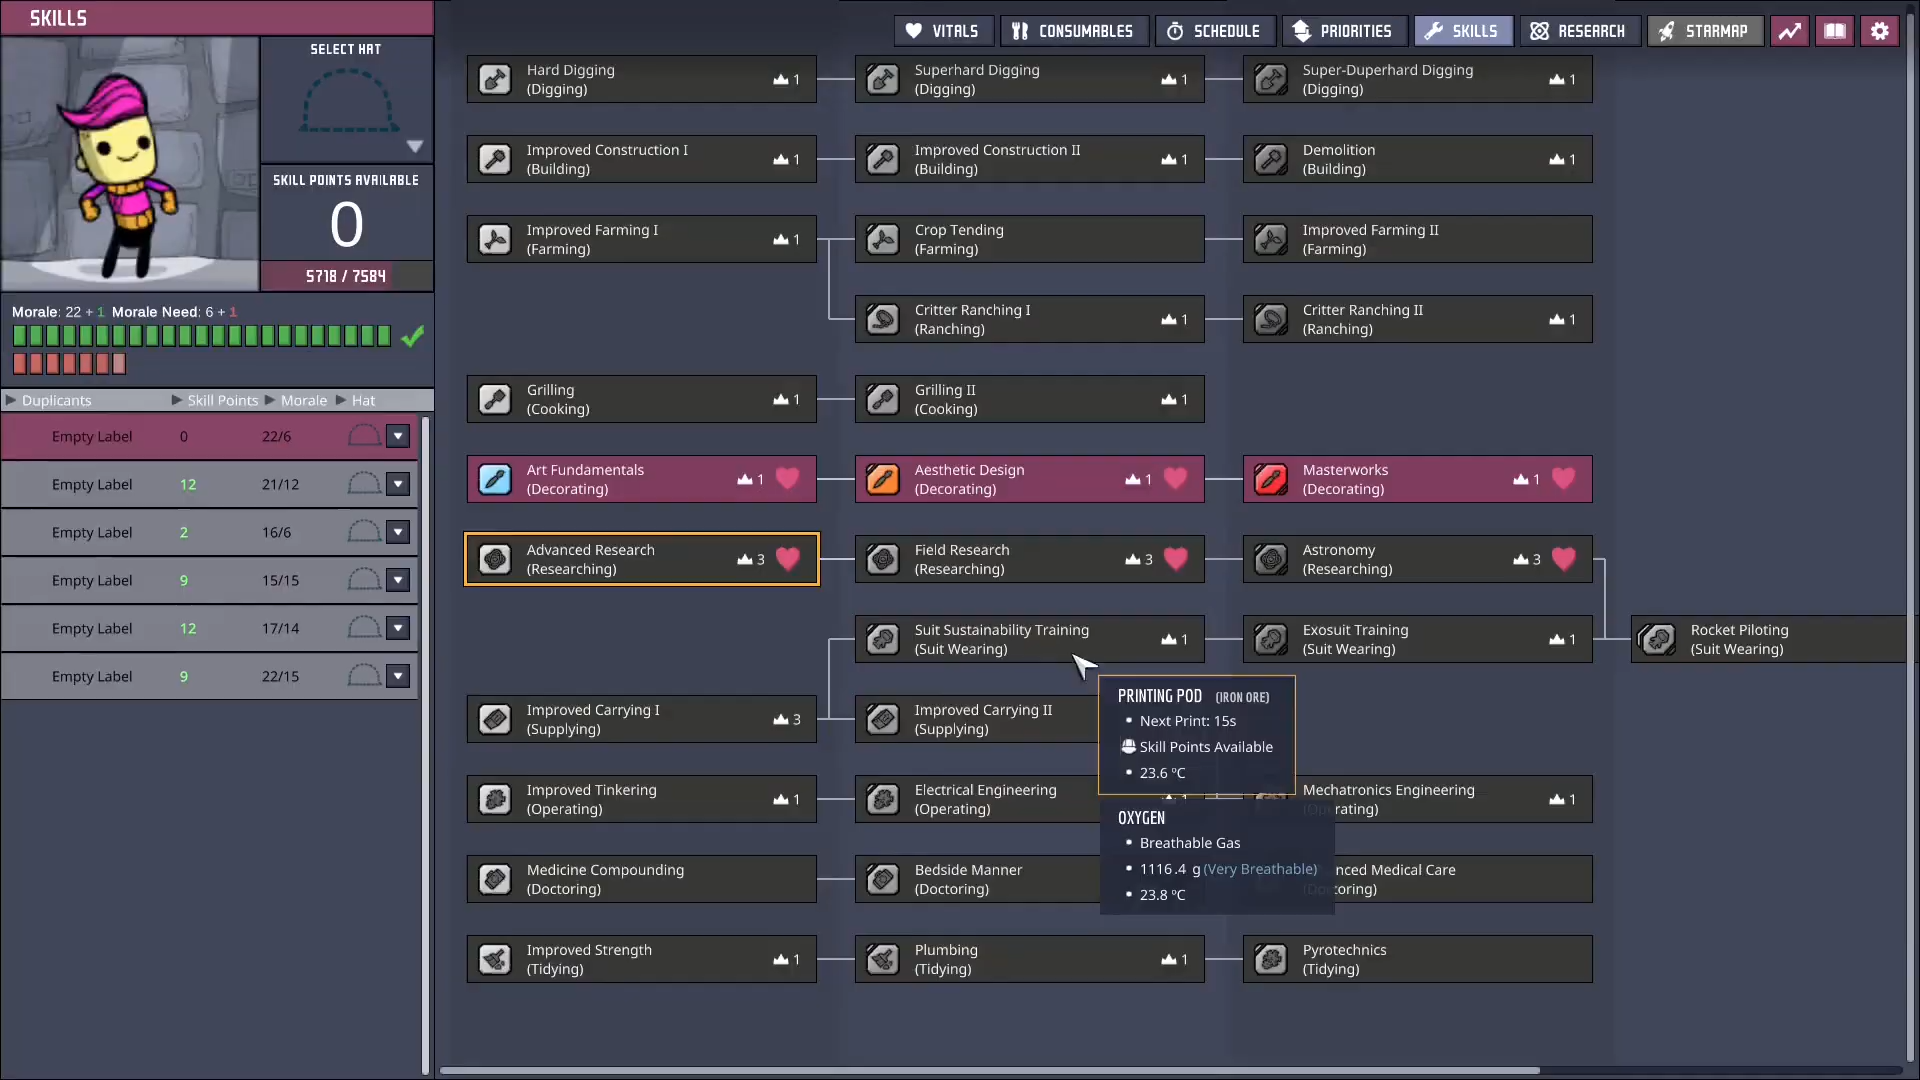 SKILLS
VITALS
CONSUMABLES
SCHEDULE
PRIORITIES
SKILLS
RESEARCH
STARMAP
SELECT HAT
SKILL POINTS AVAILABLE
0
5718 / 7584
Morale: 22 + 1 Morale Need: 6 + 1
Duplicants Skill Points Morale Hat
Empty Label 0 22/6
Empty Label 12 21/12
Empty Label 2 16/6
Empty Label 9 15/15
Empty Label 12 17/14
Empty Label 9 22/15
Hard Digging
(Digging)
1
Superhard Digging
(Digging)
1
Super-Duperhard Digging
(Digging)
1
Improved Construction I
(Building)
1
Improved Construction II
(Building)
1
Demolition
(Building)
1
Improved Farming I
(Farming)
1
Crop Tending
(Farming)
Improved Farming II
(Farming)
Critter Ranching I
(Ranching)
1
Critter Ranching II
(Ranching)
1
Grilling
(Cooking)
1
Grilling II
(Cooking)
1
Art Fundamentals
(Decorating)
1
Aesthetic Design
(Decorating)
1
Masterworks
(Decorating)
1
Advanced Research
(Researching)
3
Field Research
(Researching)
3
Astronomy
(Researching)
3
Suit Sustainability Training
(Suit Wearing)
1
Exosuit Training
(Suit Wearing)
1
Rocket Piloting
(Suit Wearing)
Improved Carrying I
(Supplying)
3
Improved Carrying II
(Supplying)
PRINTING POD (IRON ORE)
Next Print: 15s
Skill Points Available
23.6 ºC
Improved Tinkering
(Operating)
1
Electrical Engineering
(Operating)
Mechatronics Engineering
(Operating)
1
OXYGEN
Breathable Gas
1116.4 g (Very Breathable)
23.8 ºC
Medicine Compounding
(Doctoring)
Bedside Manner
(Doctoring)
nced Medical Care
Improved Strength
(Tidying)
1
Plumbing
(Tidying)
1
Pyrotechnics
(Tidying)